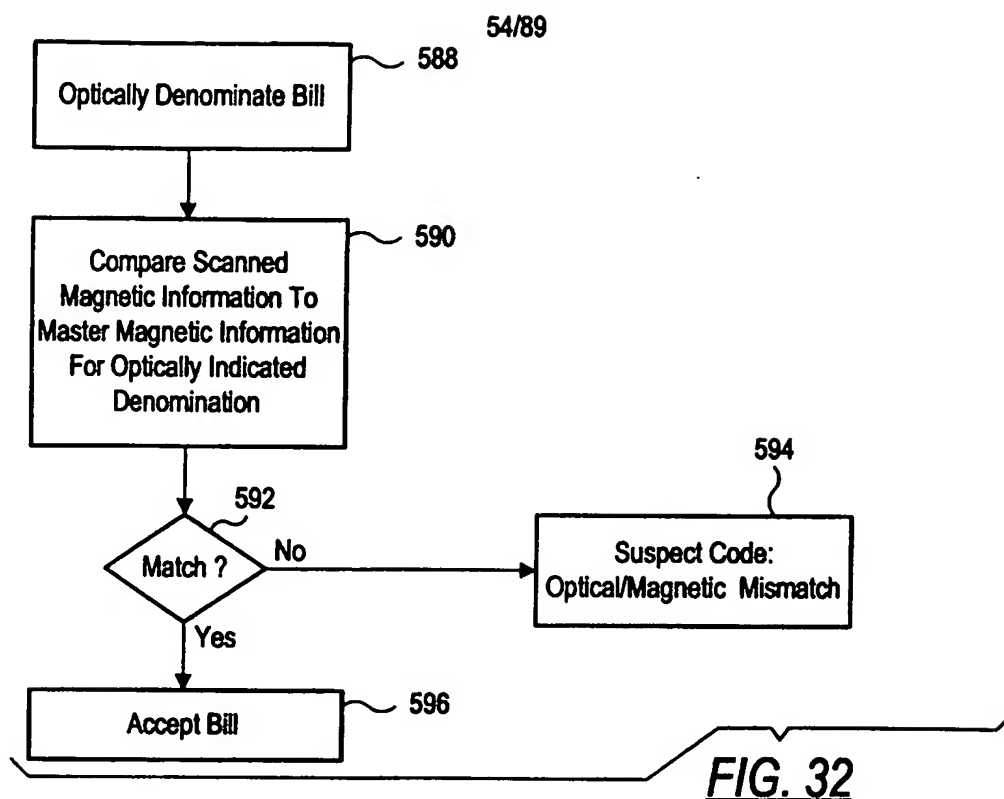 54/89
588
Optically Denominate Bill
590
Compare Scanned
Magnetic Information To
Master Magnetic Information
For Optically Indicated
Denomination
592
Match ?
No
594
Suspect Code:
Optical/Magnetic Mismatch
Yes
596
Accept Bill
FIG. 32